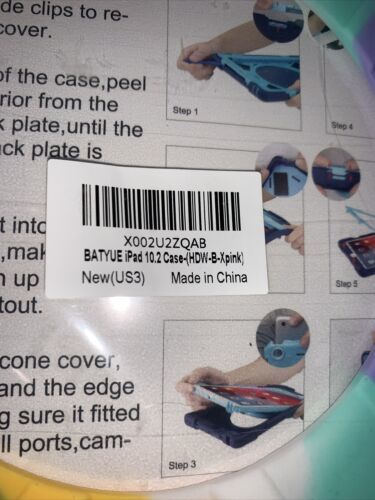 de clips to re-
cover.
of the case,peel
rior from the
k plate,until the
ck plate is
t into
,mak
n up
tout.
cone cover,
and the edge
g sure it fitted
ll ports,cam-
Step 1
Step 4
Step 5
Step 3
X002U2ZQAB
BATYUE iPad 10.2 Case-(HDW-B-Xpink)
New(US3) Made in China